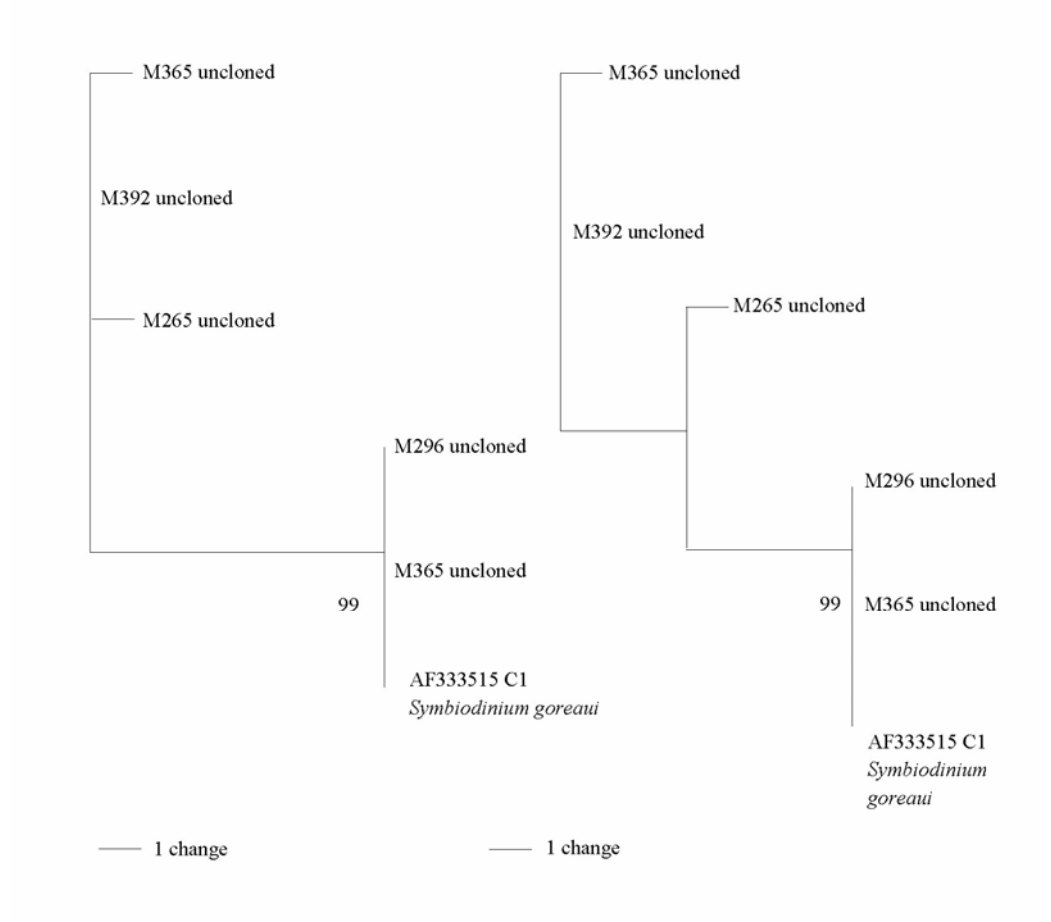 M365 uncloned
M392 uncloned
M265 uncloned
M296 uncloned
M365 uncloned
99
AF333515 C1
Symbiodinium goreaui
1 change
M365 uncloned
M392 uncloned
M265 uncloned
M296 uncloned
99
M365 uncloned
AF333515 C1
Symbiodinium
goreaui
1 change